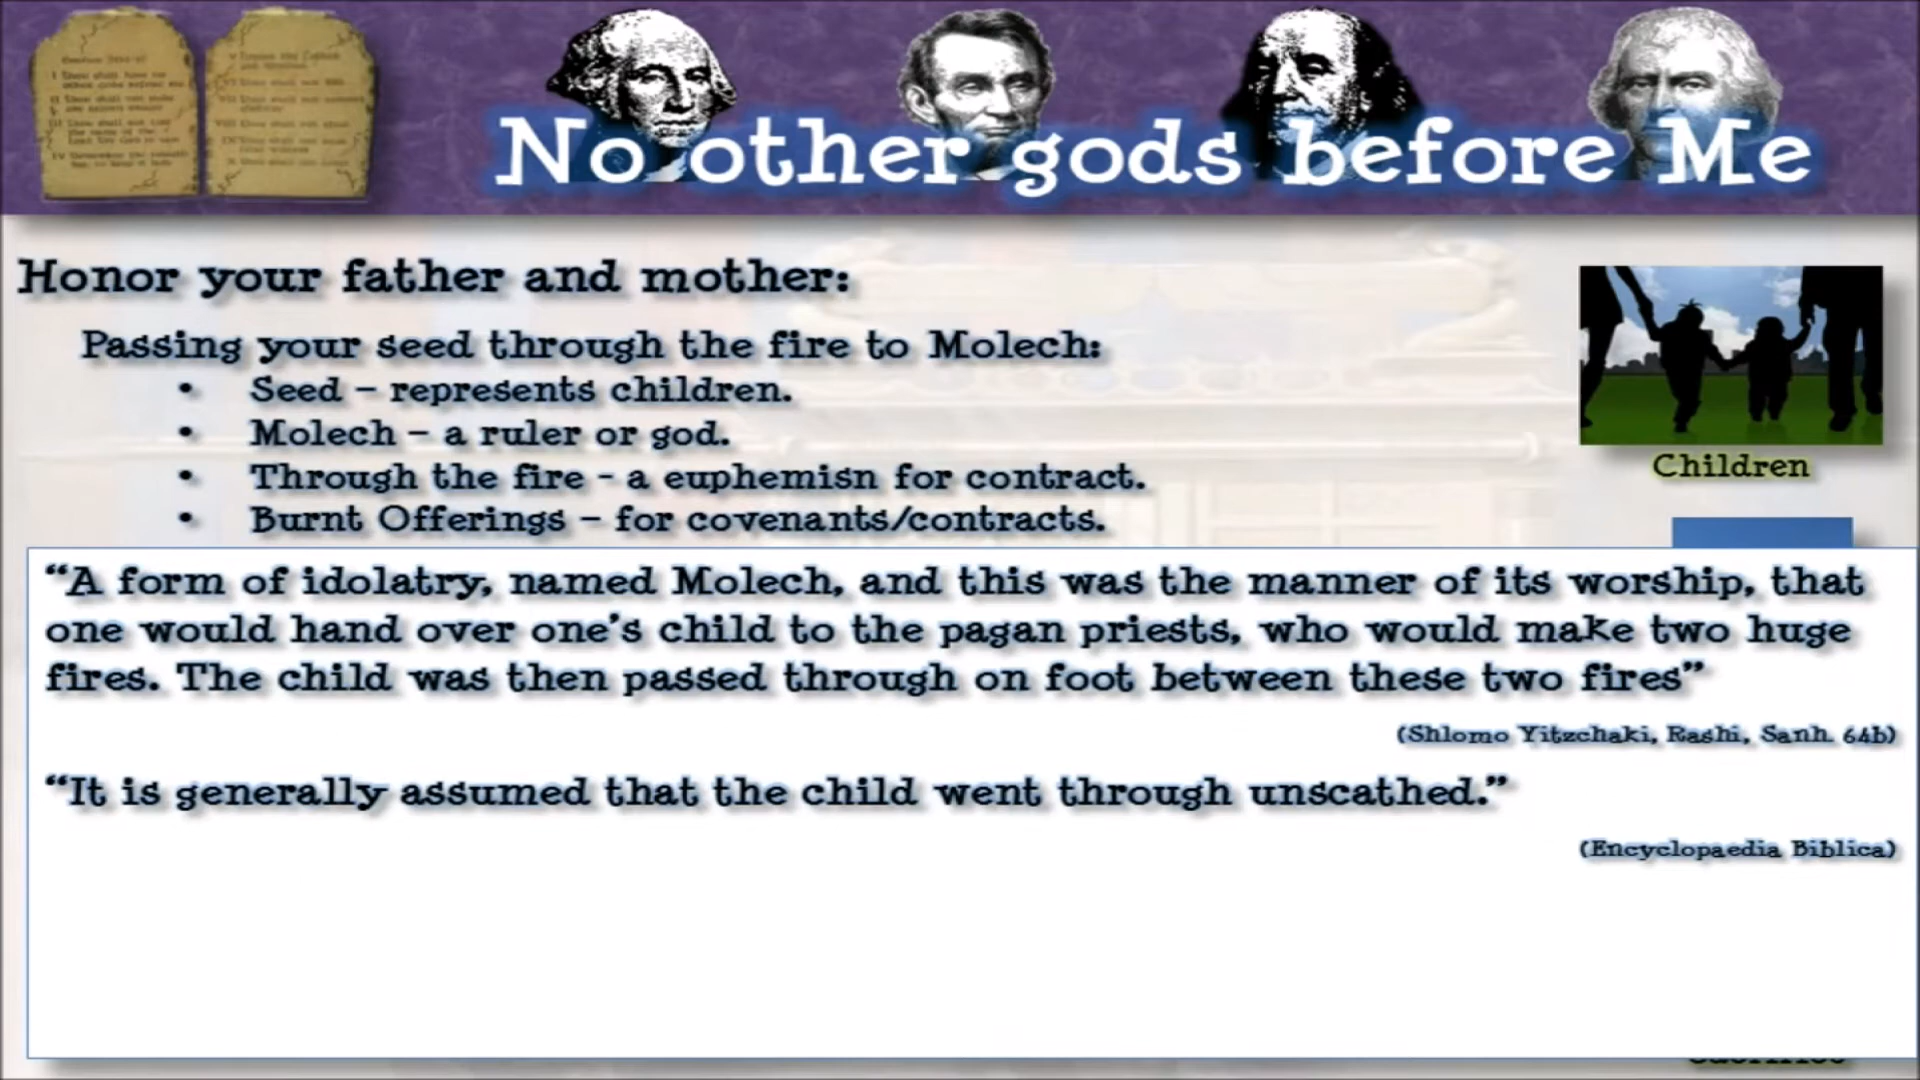 No other gods before Me
Honor your father and mother:
Passing your seed through the fire to Molech:
• Seed – represents children.
• Molech – a ruler or god.
• Through the fire - a euphemisn for contract.
• Burnt Offerings – for covenants/contracts.
Children
“A form of idolatry, named Molech, and this was the manner of its worship, that
one would hand over one’s child to the pagan priests, who would make two huge
fires. The child was then passed through on foot between these two fires”
(Shlomo Yitzchaki, Rashi, Sanh. 64b)
“It is generally assumed that the child went through unscathed.”
(Encyclopaedia Biblica)